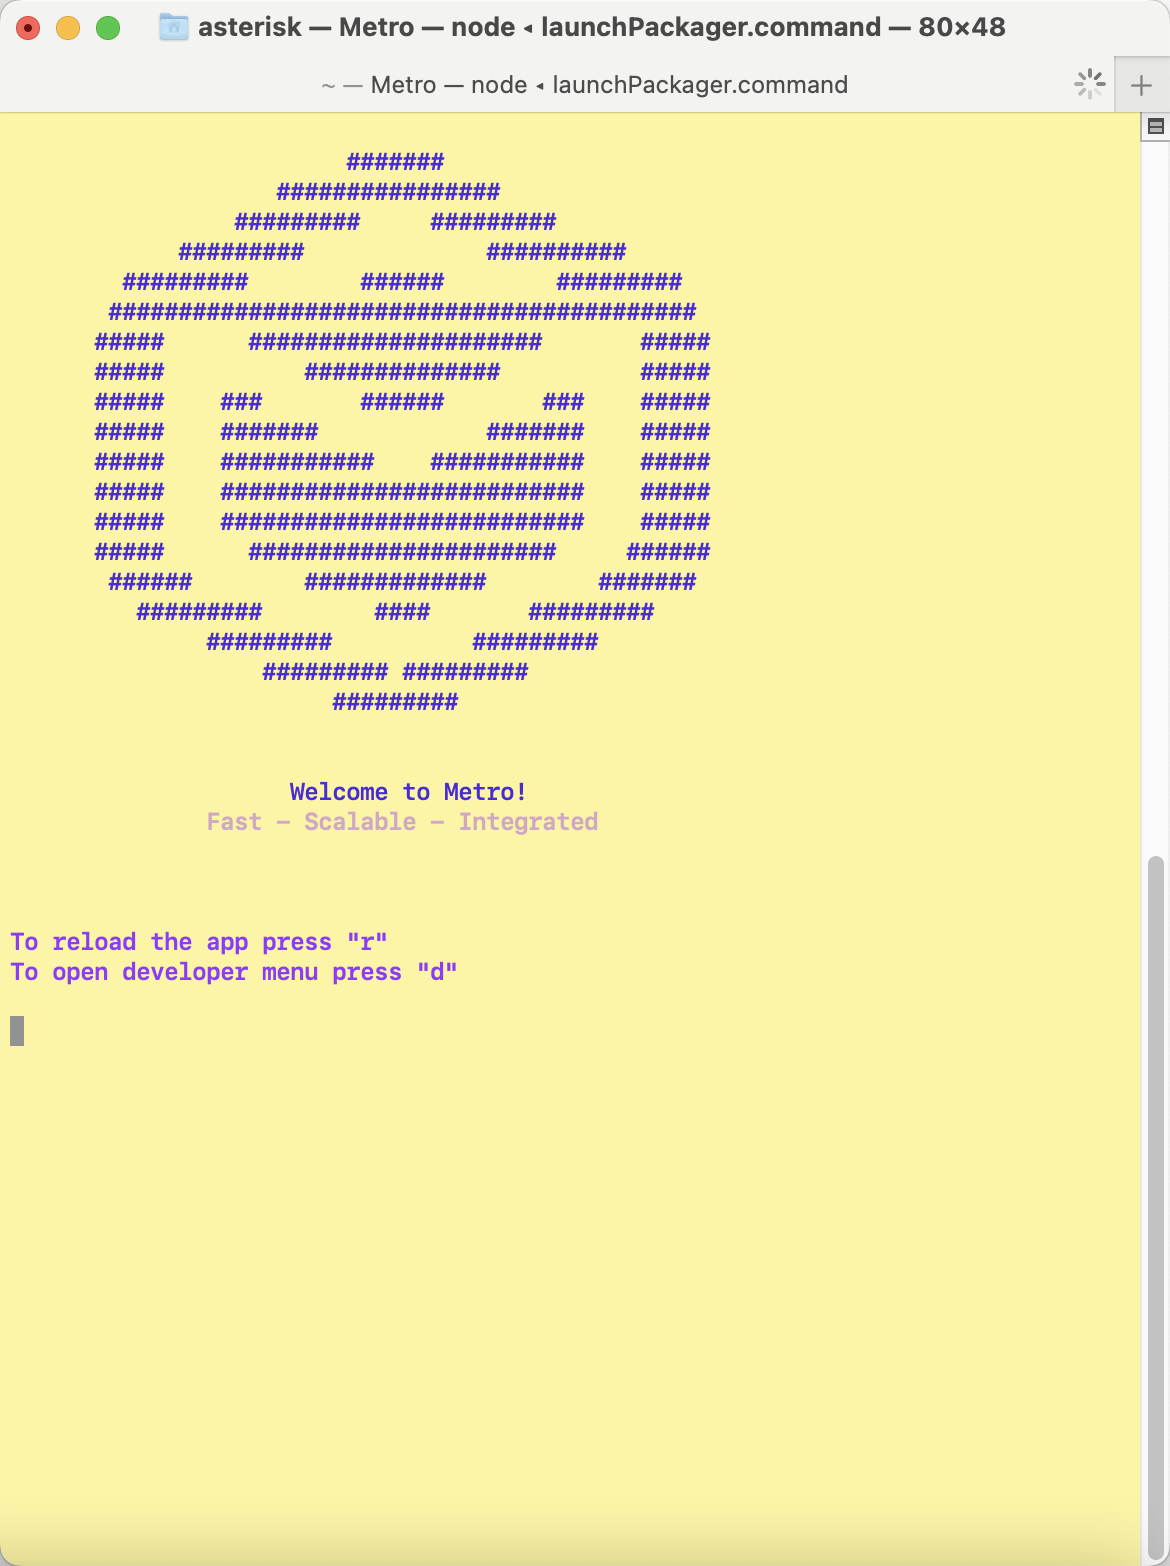 asterisk — Metro — node ◂ launchPackager.command — 80×48
~ — Metro — node ◂ launchPackager.command
                        #######
                   ################
                #########     #########
            #########             ##########
        #########        ######        #########
       ##########################################
      #####      #####################       #####
      #####          ##############          #####
      #####    ###       ######       ###    #####
      #####    #######            #######    #####
      #####    ###########    ###########    #####
      #####    ##########################    #####
      #####    ##########################    #####
      #####      ######################     ######
       ######        #############        #######
         #########        ####       #########
              #########          #########
                  ######### #########
                       #########
Welcome to Metro!
Fast - Scalable - Integrated
To reload the app press "r"
To open developer menu press "d"